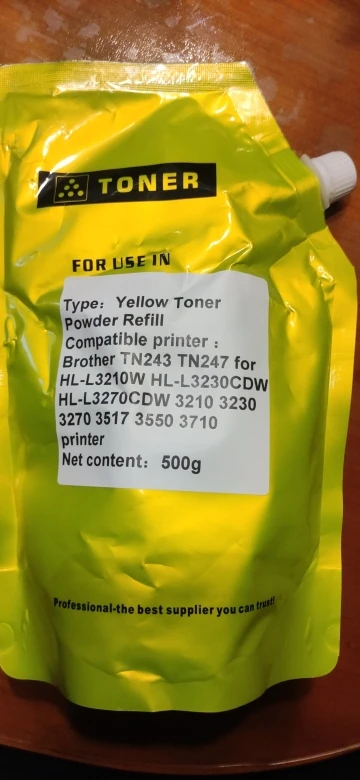 TONER
FOR USE IN
Type: Yellow Toner
Powder Refill
Compatible printer :
Brother TN243 TN247 for
HL-L3210W HL-L3230CDW
HL-L3270CDW 3210 3230
3270 3517 3550 3710
printer
Net content: 500g
Professional-the best supplier you can trust!